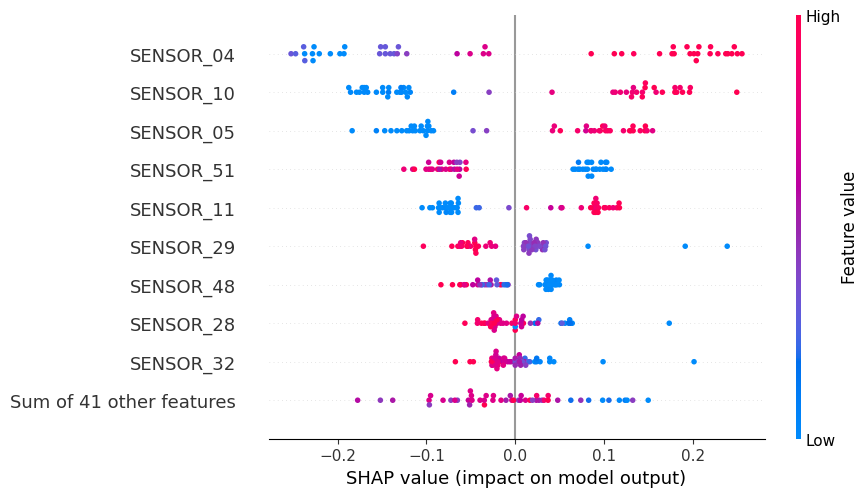 High
SENSOR_04
SENSOR_10
SENSOR_05
SENSOR_51
SENSOR_11
SENSOR_29
SENSOR_48
SENSOR_28
SENSOR_32
Sum of 41 other features
Feature value
Low
−0.2 −0.1 0.0 0.1 0.2
SHAP value (impact on model output)